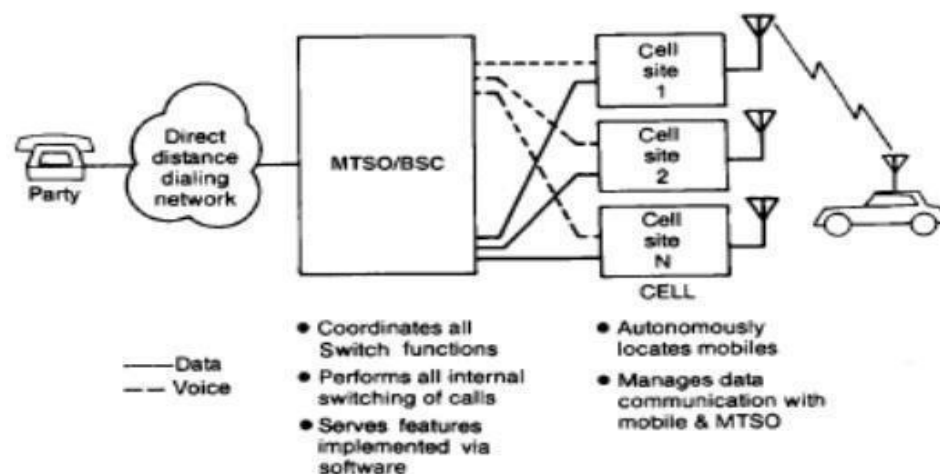 Party
Direct
distance
dialing
network
MTSO/BSC
Cell
site
1
Cell
site
2
Cell
site
N
CELL
Data
Voice
● Coordinates all
Switch functions
● Performs all internal
switching of calls
● Serves features
implemented via
software
● Autonomously
locates mobiles
● Manages data
communication with
mobile & MTSO